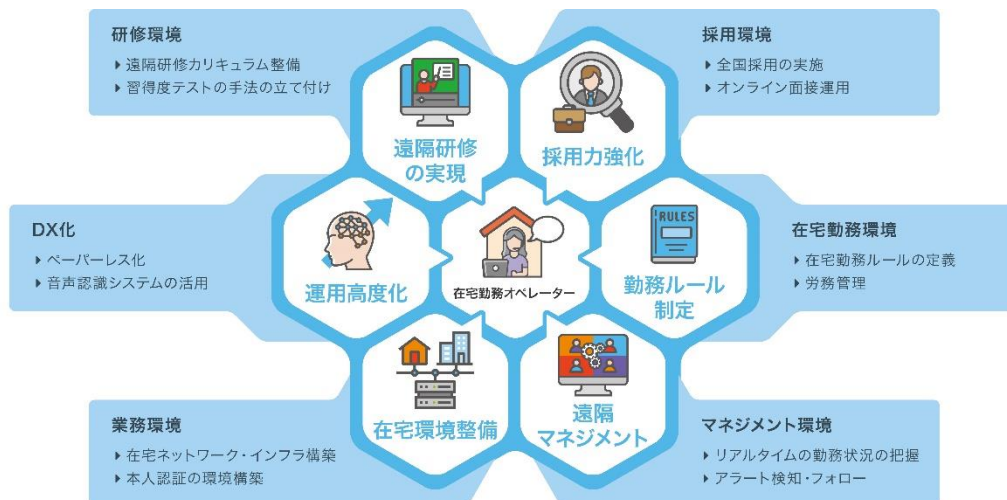 研修環境
遠隔研修カリキュラム整備
習得度テストの手法の立て付け
採用環境
全国採用の実施
オンライン面接運用
遠隔研修
の実現
採用力強化
DX化
ペーパーレス化
音声認識システムの活用
運用高度化
在宅勤務オペレーター
RULES
勤務ルール
制定
在宅勤務環境
在宅勤務ルールの定義
労務管理
業務環境
在宅ネットワーク・インフラ構築
本人認証の環境構築
在宅環境整備
遠隔
マネジメント
マネジメント環境
リアルタイムの勤務状況の把握
アラート検知・フォロー